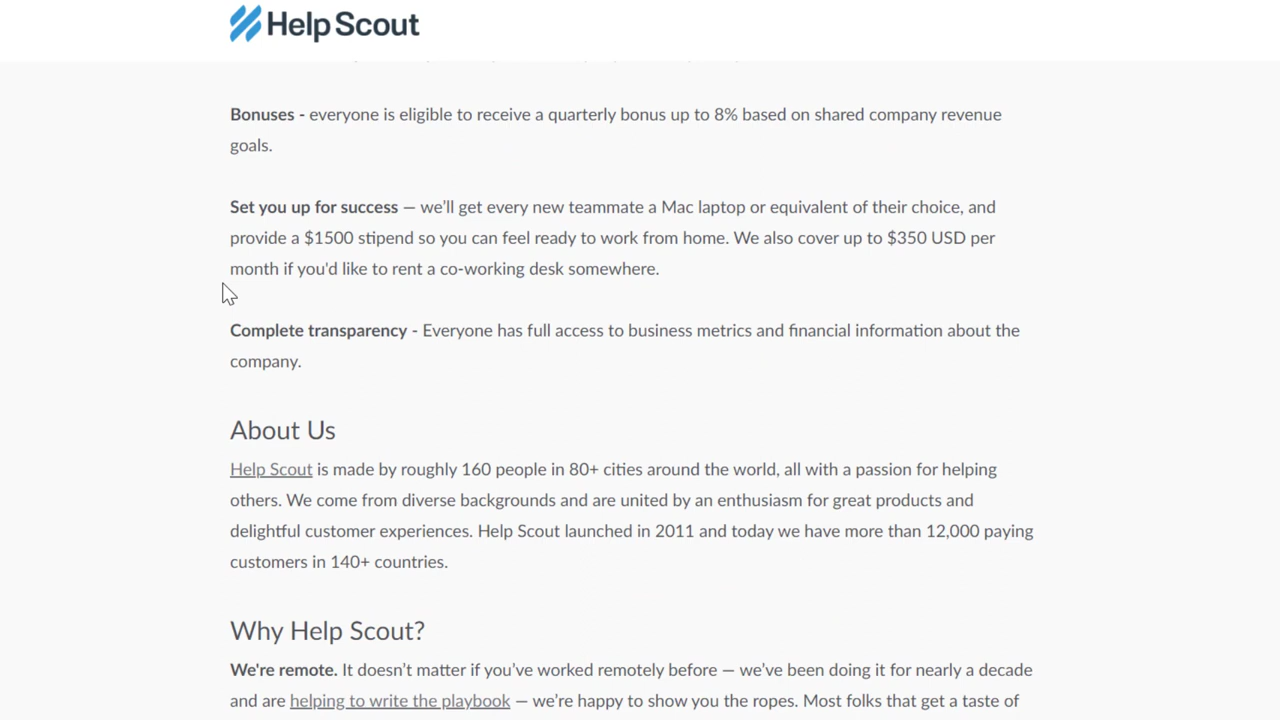 Help Scout
Bonuses - everyone is eligible to receive a quarterly bonus up to 8% based on shared company revenue
goals.
Set you up for success — we’ll get every new teammate a Mac laptop or equivalent of their choice, and
provide a $1500 stipend so you can feel ready to work from home. We also cover up to $350 USD per
month if you'd like to rent a co-working desk somewhere.
Complete transparency - Everyone has full access to business metrics and financial information about the
company.
About Us
Help Scout is made by roughly 160 people in 80+ cities around the world, all with a passion for helping
others. We come from diverse backgrounds and are united by an enthusiasm for great products and
delightful customer experiences. Help Scout launched in 2011 and today we have more than 12,000 paying
customers in 140+ countries.
Why Help Scout?
We're remote. It doesn’t matter if you’ve worked remotely before — we’ve been doing it for nearly a decade
and are helping to write the playbook — we’re happy to show you the ropes. Most folks that get a taste of